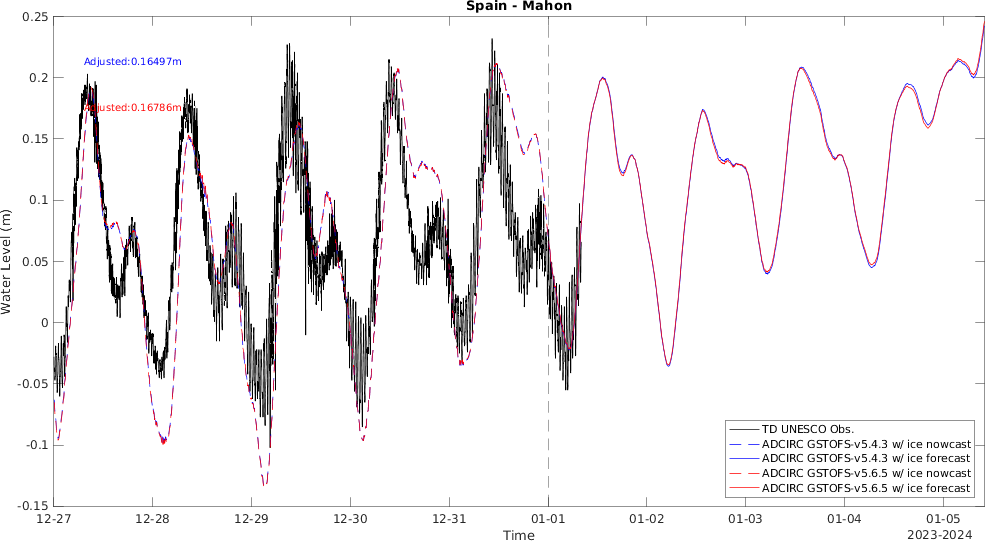 Spain - Mahon
0.25
0.2
0.15
0.1
0.05
0
-0.05
-0.1
-0.15
Water Level (m)
Adjusted:0.16497m
Adjusted:0.16786m
TD UNESCO Obs.
ADCIRC GSTOFS-v5.4.3 w/ ice nowcast
ADCIRC GSTOFS-v5.4.3 w/ ice forecast
ADCIRC GSTOFS-v5.6.5 w/ ice nowcast
ADCIRC GSTOFS-v5.6.5 w/ ice forecast
12-27 12-28 12-29 12-30 12-31 01-01 01-02 01-03 01-04 01-05
Time
2023-2024